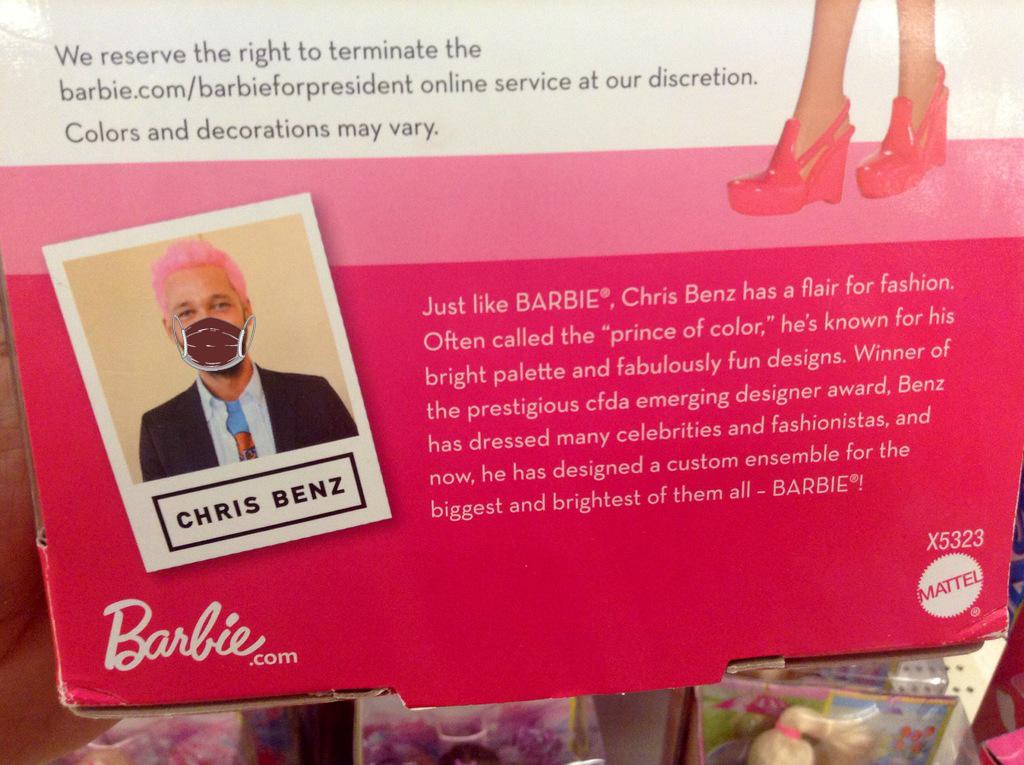 We reserve the right to terminate the
barbie.com/barbieforpresident online service at our discretion.
Colors and decorations may vary.
CHRIS BENZ
Just like BARBIE®, Chris Benz has a flair for fashion.
Often called the "prince of color," he's known for his
bright palette and fabulously fun designs. Winner of
the prestigious cfda emerging designer award, Benz
has dressed many celebrities and fashionistas, and
now, he has designed a custom ensemble for the
biggest and brightest of them all – BARBIE®!
X5323
MATTEL®
Barbie.com